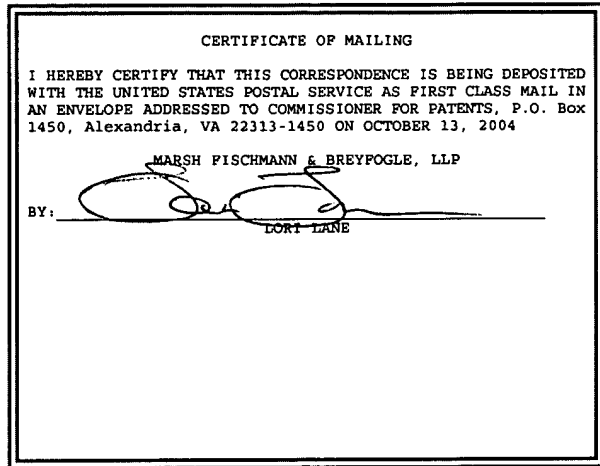 CERTIFICATE OF MAILING
I HEREBY CERTIFY THAT THIS CORRESPONDENCE IS BEING DEPOSITED
WITH THE UNITED STATES POSTAL SERVICE AS FIRST CLASS MAIL IN
AN ENVELOPE ADDRESSED TO COMMISSIONER FOR PATENTS, P.O. Box
1450, Alexandria, VA 22313-1450 ON OCTOBER 13, 2004
MARSH FISCHMANN & BREYFOGLE, LLP
BY:
LORI LANE